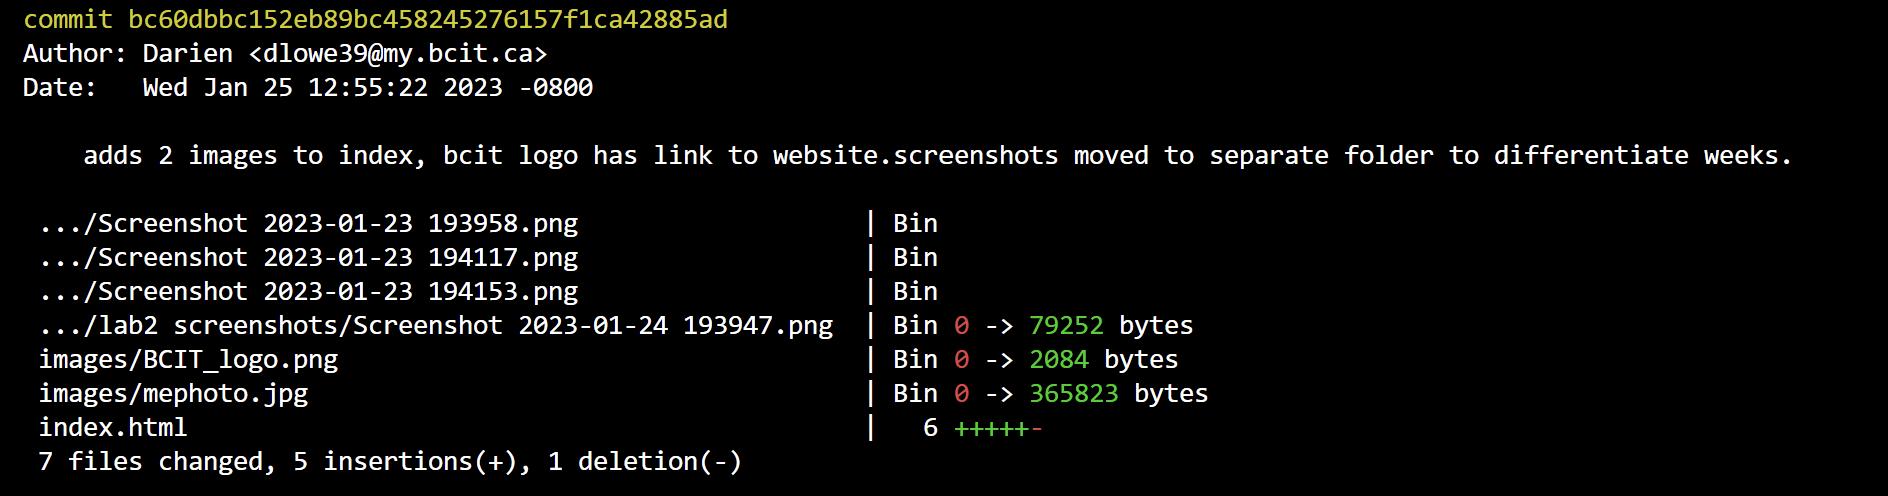 commit bc60dbbc152eb89bc458245276157f1ca42885ad
Author: Darien <dlowe39@my.bcit.ca>
Date:   Wed Jan 25 12:55:22 2023 -0800
    adds 2 images to index, bcit logo has link to website.screenshots moved to separate folder to differentiate weeks.
 .../Screenshot 2023-01-23 193958.png                   | Bin
 .../Screenshot 2023-01-23 194117.png                   | Bin
 .../Screenshot 2023-01-23 194153.png                   | Bin
 .../lab2 screenshots/Screenshot 2023-01-24 193947.png  | Bin 0 -> 79252 bytes
 images/BCIT_logo.png                                   | Bin 0 -> 2084 bytes
 images/mephoto.jpg                                     | Bin 0 -> 365823 bytes
 index.html                                             |   6 +++++-
 7 files changed, 5 insertions(+), 1 deletion(-)